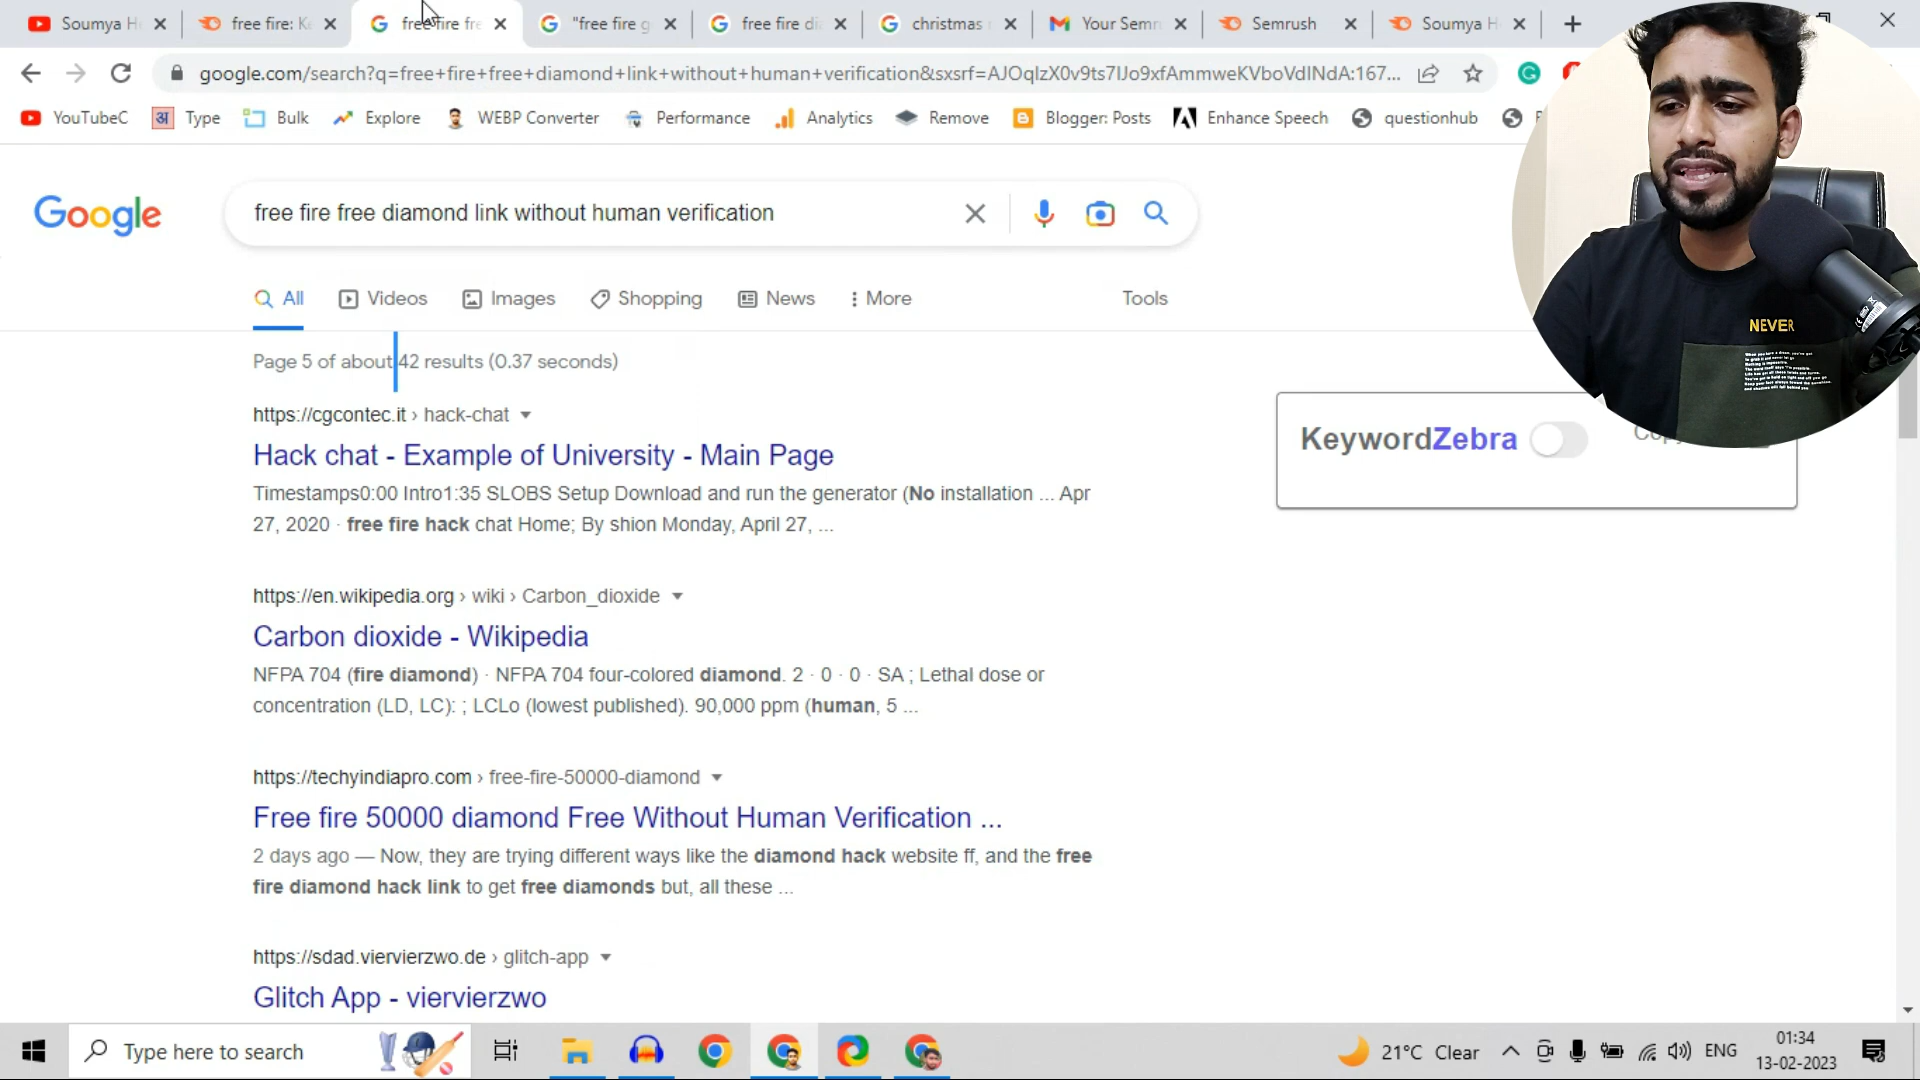 Soumya H
free fire: Ke
free fire fre
"free fire g
free fire di
christmas
Your Semr
Semrush
Soumya H
google.com/search?q=free+fire+free+diamond+link+without+human+verification&sxsrf=AJOqlzX0v9ts7IJo9xfAmmweKVboVdINdA:167...
YouTubeC
अ Type
Bulk
Explore
WEBP Converter
Performance
Analytics
Remove
Blogger: Posts
Enhance Speech
questionhub
Google
free fire free diamond link without human verification
All
Videos
Images
Shopping
News
More
Tools
Page 5 of about 42 results (0.37 seconds)
https://cgcontec.it › hack-chat
Hack chat - Example of University - Main Page
Timestamps0:00 Intro1:35 SLOBS Setup Download and run the generator (No installation ... Apr
27, 2020 · free fire hack chat Home; By shion Monday, April 27, ...
https://en.wikipedia.org › wiki › Carbon_dioxide
Carbon dioxide - Wikipedia
NFPA 704 (fire diamond) · NFPA 704 four-colored diamond. 2 · 0 · 0 · SA ; Lethal dose or
concentration (LD, LC): ; LCLo (lowest published). 90,000 ppm (human, 5 ...
https://techyindiapro.com › free-fire-50000-diamond
Free fire 50000 diamond Free Without Human Verification ...
2 days ago — Now, they are trying different ways like the diamond hack website ff, and the free
fire diamond hack link to get free diamonds but, all these ...
https://sdad.viervierzwo.de › glitch-app
Glitch App - viervierzwo
KeywordZebra
NEVER
Type here to search
21°C Clear
ENG
01:34
13-02-2023